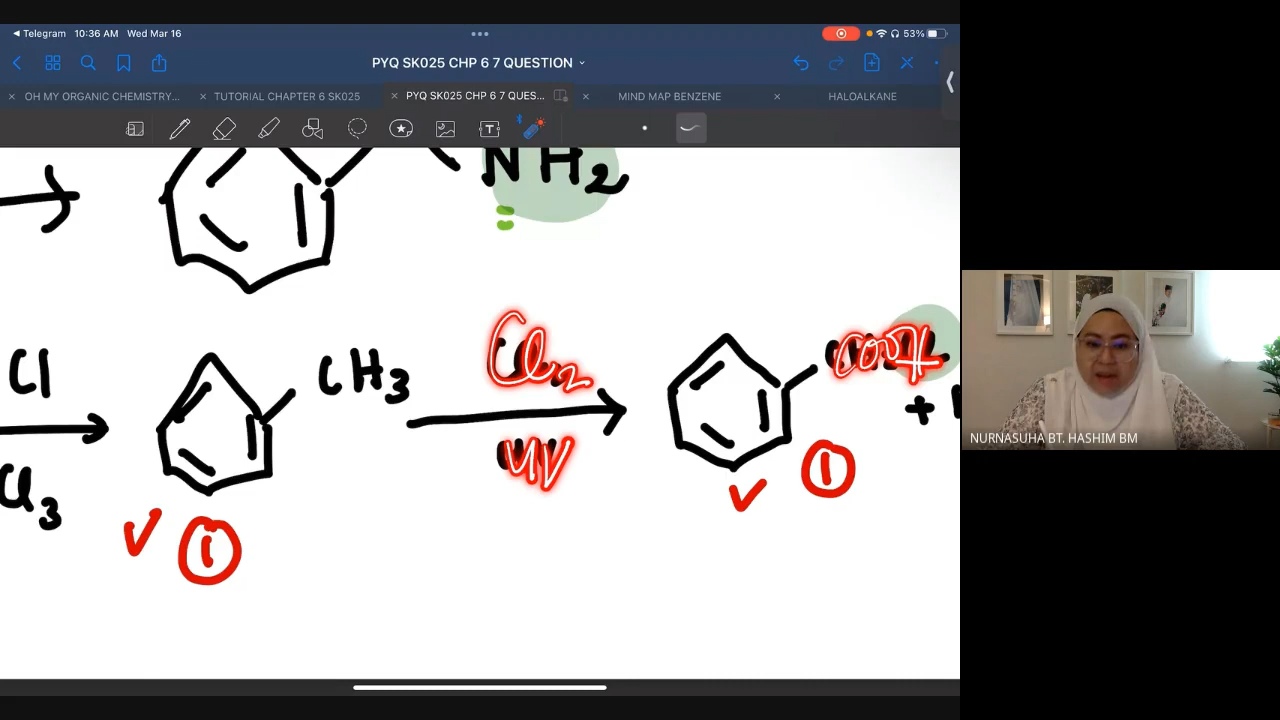 Telegram 10:36 AM Wed Mar 16
53%
PYQ SK025 CHP 6 7 QUESTION
OH MY ORGANIC CHEMISTRY...
TUTORIAL CHAPTER 6 SK025
PYQ SK025 CHP 6 7 QUES...
MIND MAP BENZENE
HALOALKANE
NH2
Cl
CH3
Cl2
COOH
+
UV
Cl3
1
1
NURNASUHA BT. HASHIM BM